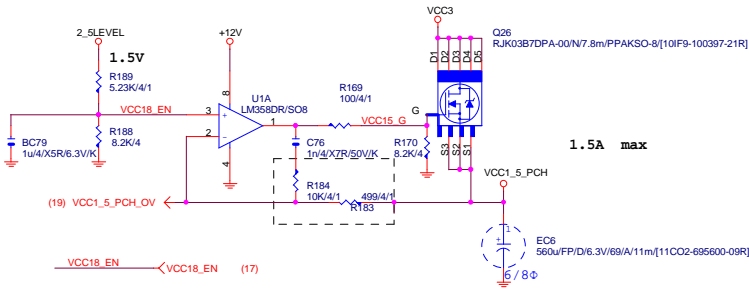 VCC3
Q26
RJK03B7DPA-00/N/7.8m/PPAKSO-8/[10IF9-100397-21R]
2_5LEVEL
+12V
1.5V
D1
D2
D3
D4
D5
R189
5.23K/4/1
U1A
LM358DR/SO8
8
R169
100/4/1
G
VCC18_EN
3
+
1
VCC15_G
2
-
R188
8.2K/4
BC79
1u/4/X5R/6.3V/K
4
C76
1n/4/X7R/50V/K
R170
8.2K/4
S3
S2
S1
1.5A max
VCC1_5_PCH
R184
10K/4/1
499/4/1
R183
(19) VCC1_5_PCH_OV
1
+
EC6
560u/FP/D/6.3V/69/A/11m/[11CO2-695600-09R]
6/8Φ
VCC18_EN
VCC18_EN (17)